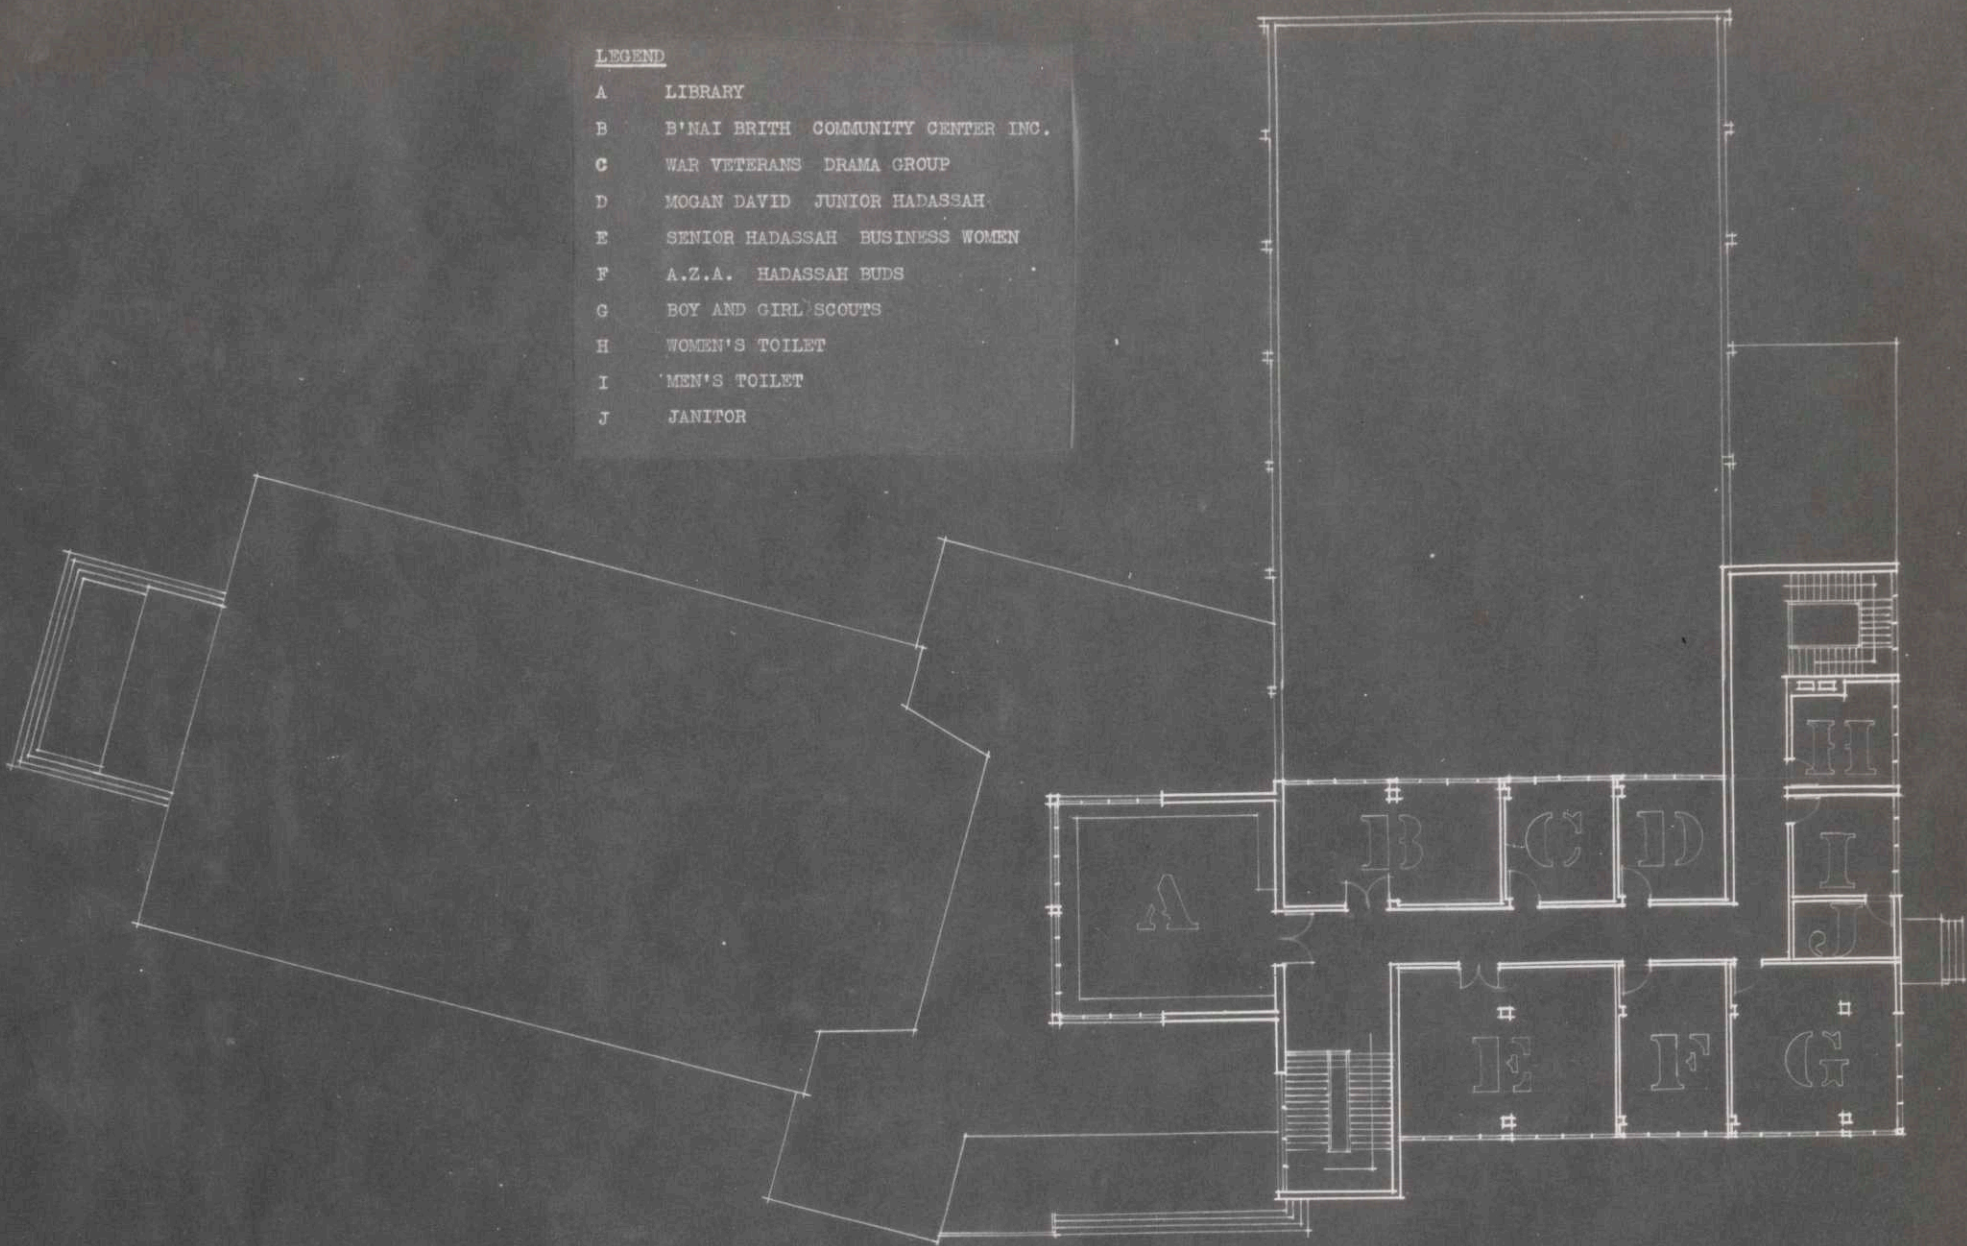 LEGEND
A LIBRARY
B B'NAI BRITH COMMUNITY CENTER INC.
C WAR VETERANS DRAMA GROUP
D MOGAN DAVID JUNIOR HADASSAH
E SENIOR HADASSAH BUSINESS WOMEN
F A.Z.A. HADASSAH BUDS
G BOY AND GIRL SCOUTS
H WOMEN'S TOILET
I MEN'S TOILET
J JANITOR
H
B C D I
A J
E F G